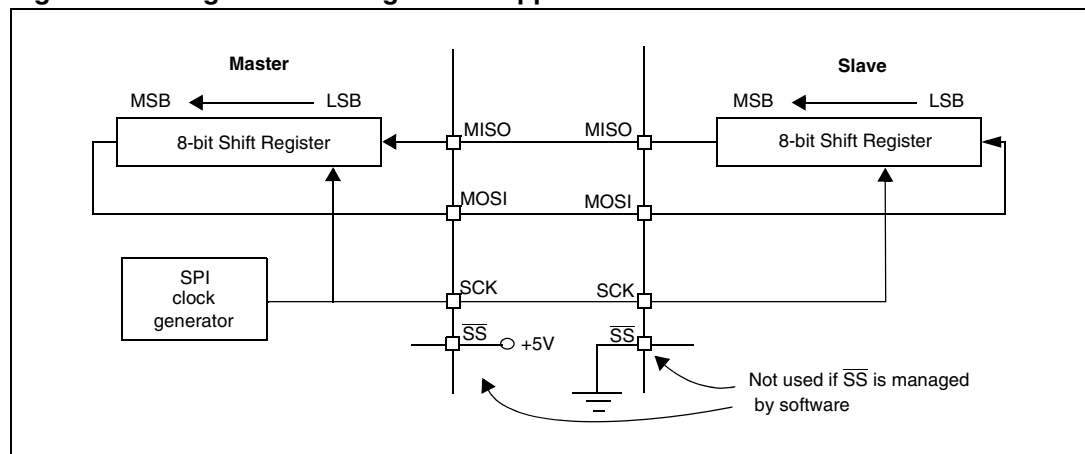 Master
Slave
MSB LSB
MSB LSB
8-bit Shift Register
MISO
MISO
8-bit Shift Register
MOSI
MOSI
SPI
clock
generator
SCK
SCK
SS
+5V
SS
Not used if SS is managed
by software